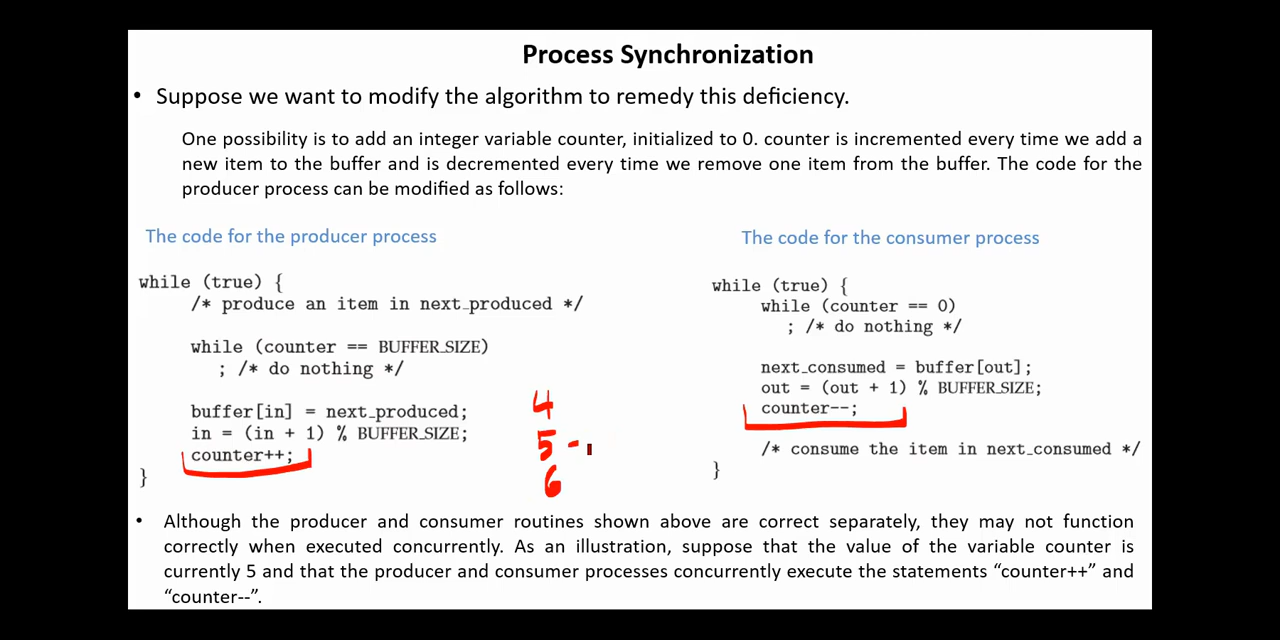 Process Synchronization
• Suppose we want to modify the algorithm to remedy this deficiency.
One possibility is to add an integer variable counter, initialized to 0. counter is incremented every time we add a
new item to the buffer and is decremented every time we remove one item from the buffer. The code for the
producer process can be modified as follows:
The code for the producer process
while (true) {
/* produce an item in next_produced */
while (counter == BUFFER_SIZE)
; /* do nothing */
buffer[in] = next_produced;
in = (in + 1) % BUFFER_SIZE;
counter++;
}
4
5 -
6
The code for the consumer process
while (true) {
while (counter == 0)
; /* do nothing */
next_consumed = buffer[out];
out = (out + 1) % BUFFER_SIZE;
counter--;
/* consume the item in next_consumed */
}
• Although the producer and consumer routines shown above are correct separately, they may not function
correctly when executed concurrently. As an illustration, suppose that the value of the variable counter is
currently 5 and that the producer and consumer processes concurrently execute the statements “counter++” and
“counter--”.